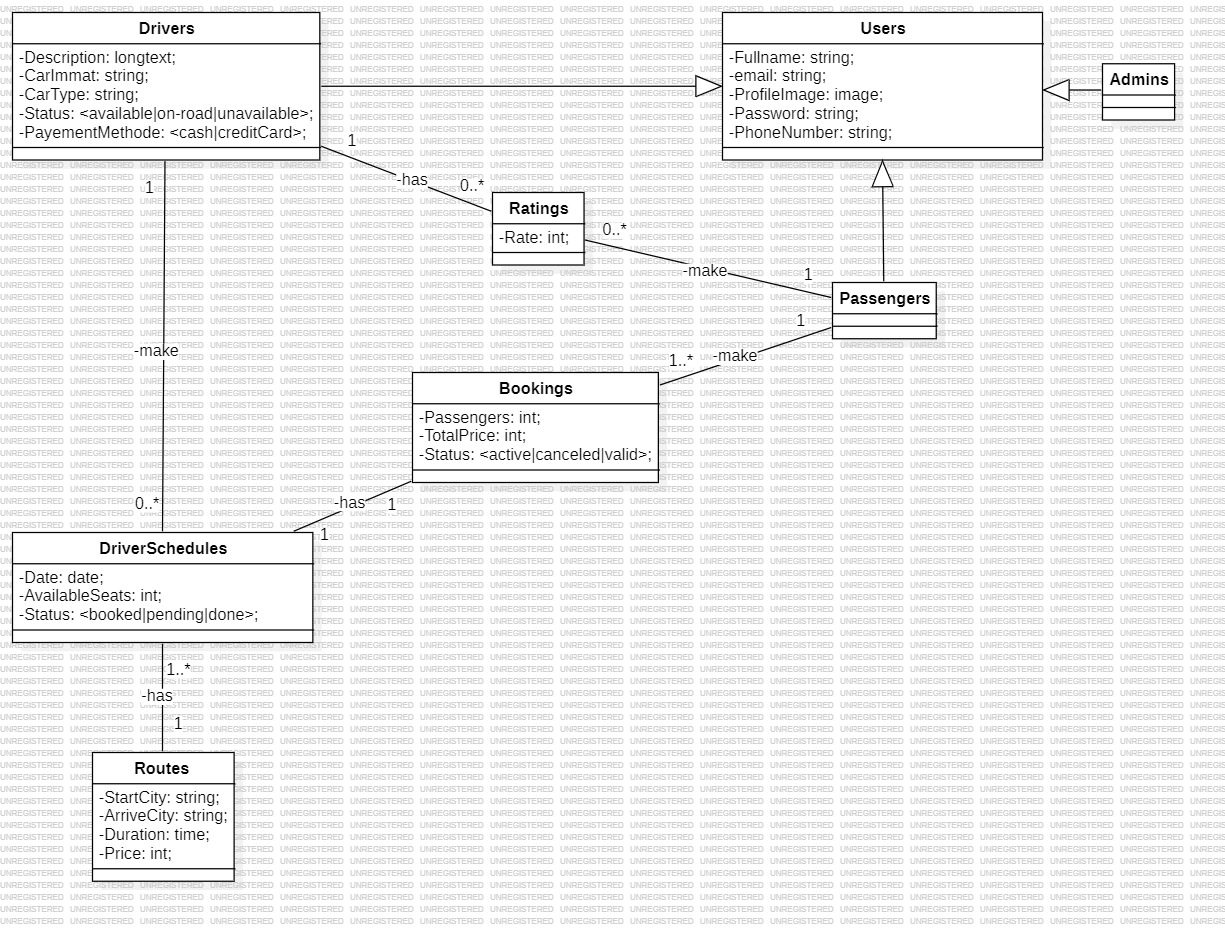 Drivers
-Description: longtext;
-CarImmat: string;
-CarType: string;
-Status: <available|on-road|unavailable>;
-PayementMethode: <cash|creditCard>;
Users
-Fullname: string;
-email: string;
-ProfileImage: image;
-Password: string;
-PhoneNumber: string;
Admins
1
-has
0..*
1
Ratings
-Rate: int;
0..*
-make
1
Passengers
1
-make
1..*
-make
Bookings
-Passengers: int;
-TotalPrice: int;
-Status: <active|canceled|valid>;
0..*
-has
1
1
DriverSchedules
-Date: date;
-AvailableSeats: int;
-Status: <booked|pending|done>;
1..*
-has
1
Routes
-StartCity: string;
-ArriveCity: string;
-Duration: time;
-Price: int;
UNREGISTERED